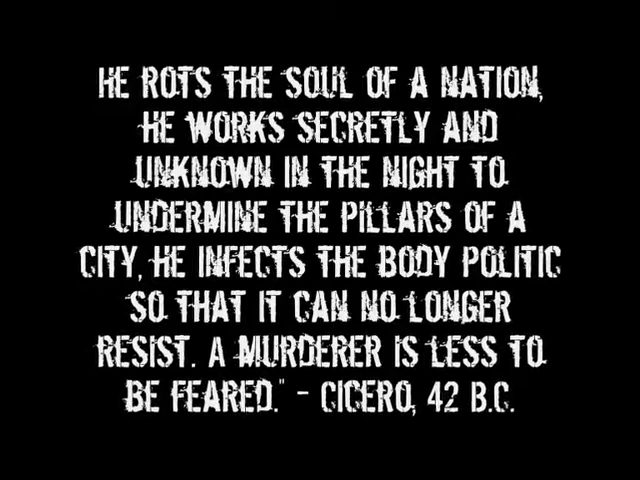 HE ROTS THE SOUL OF A NATION,
HE WORKS SECRETLY AND
UNKNOWN IN THE NIGHT TO
UNDERMINE THE PILLARS OF A
CITY, HE INFECTS THE BODY POLITIC
SO THAT IT CAN NO LONGER
RESIST. A MURDERER IS LESS TO
BE FEARED." - CICERO, 42 B.C.